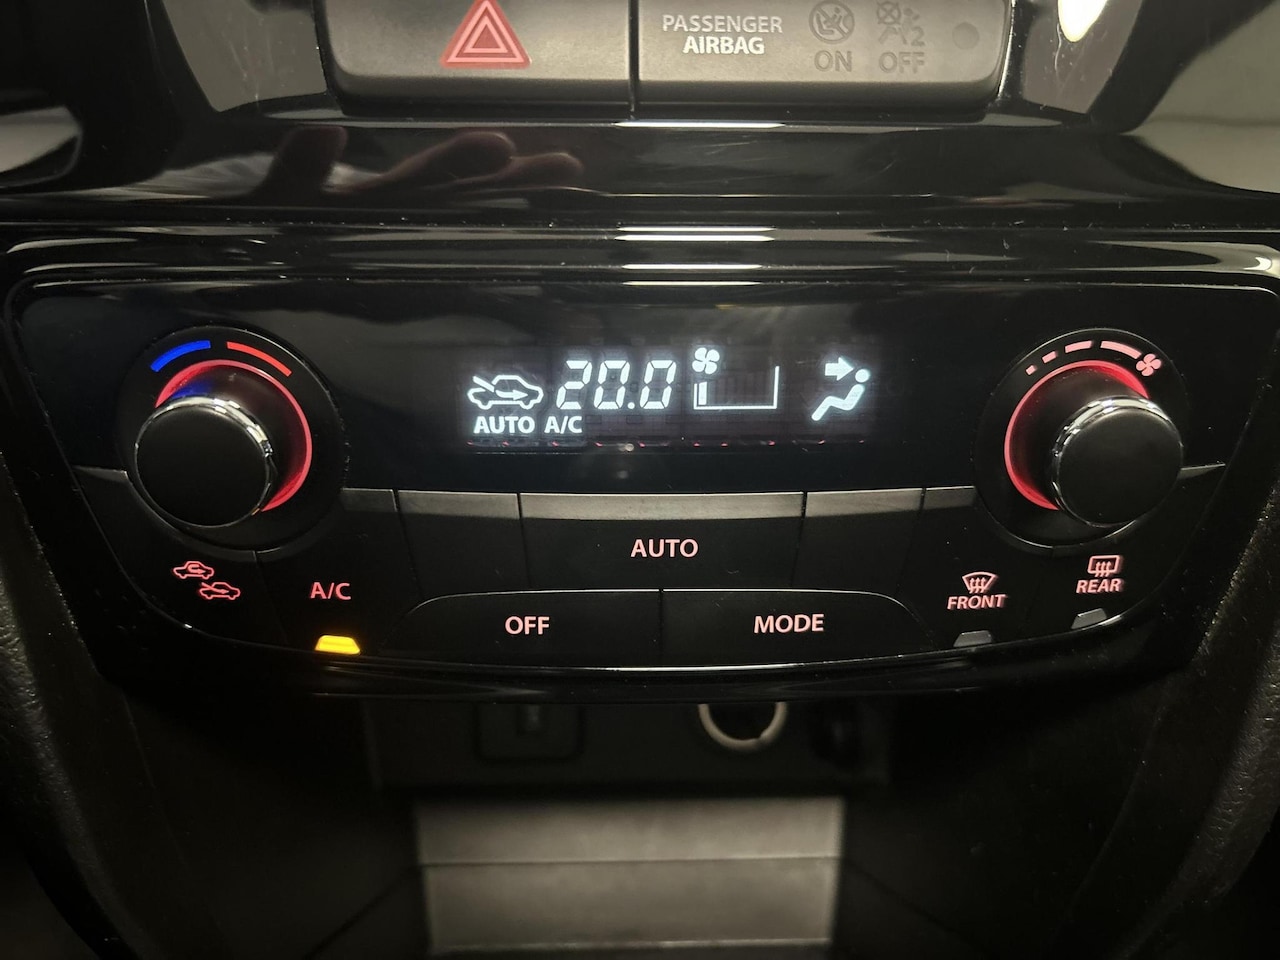 PASSENGER
AIRBAG
ON
OFF
2
20.0
AUTO A/C
AUTO
A/C
OFF
MODE
FRONT
REAR